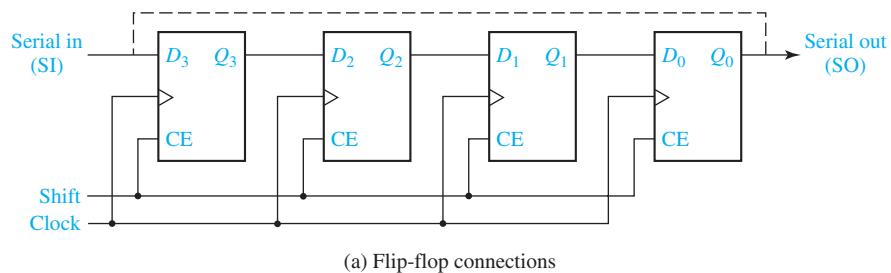 Serial in
(SI)
D3 Q3 D2 Q2 D1 Q1 D0 Q0
Serial out
(SO)
CE CE CE CE
Shift
Clock
(a) Flip-flop connections